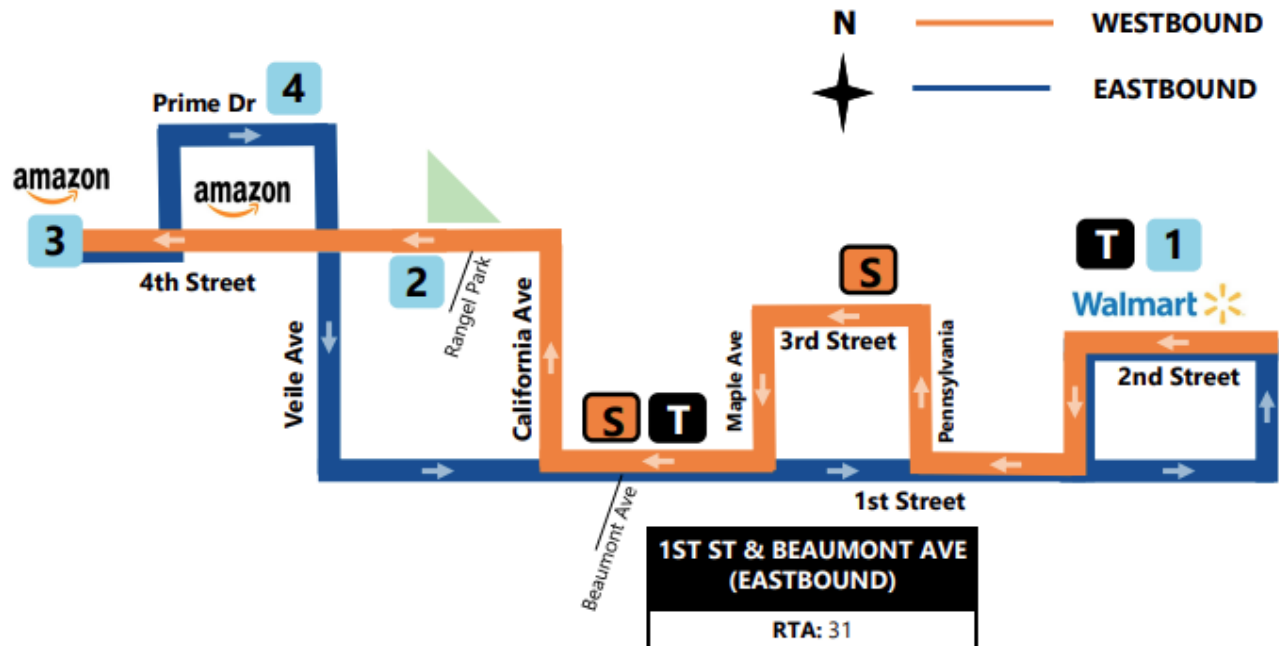 N
WESTBOUND
EASTBOUND
Prime Dr
4
amazon
amazon
3
4th Street
2
Rangel Park
Veile Ave
California Ave
S
T
Maple Ave
S
3rd Street
Pennsylvania
T
1
Walmart
2nd Street
1st Street
Beaumont Ave
1ST ST & BEAUMONT AVE
(EASTBOUND)
RTA: 31